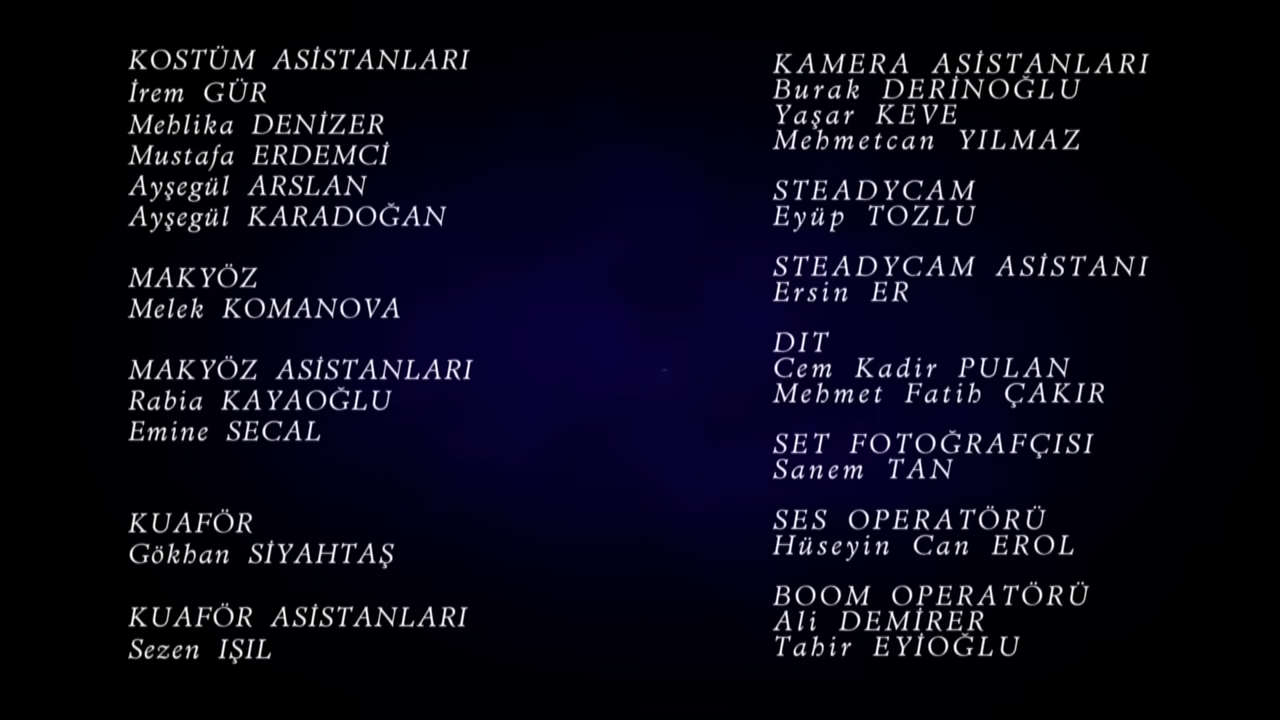 KOSTÜM ASİSTANLARI
İrem GÜR
Mehlika DENİZER
Mustafa ERDEMCİ
Ayşegül ARSLAN
Ayşegül KARADOĞAN
MAKYÖZ
Melek KOMANOVA
MAKYÖZ ASİSTANLARI
Rabia KAYAOĞLU
Emine SECAL
KUAFÖR
Gökhan SİYAHTAŞ
KUAFÖR ASİSTANLARI
Sezen IŞIL
KAMERA ASİSTANLARI
Burak DERİNOĞLU
Yaşar KEVE
Mehmetcan YILMAZ
STEADYCAM
Eyüp TOZLU
STEADYCAM ASİSTANI
Ersin ER
DIT
Cem Kadir PULAN
Mehmet Fatih ÇAKIR
SET FOTOĞRAFÇISI
Sanem TAN
SES OPERATÖRÜ
Hüseyin Can EROL
BOOM OPERATÖRÜ
Ali DEMİRER
Tahir EYİOĞLU